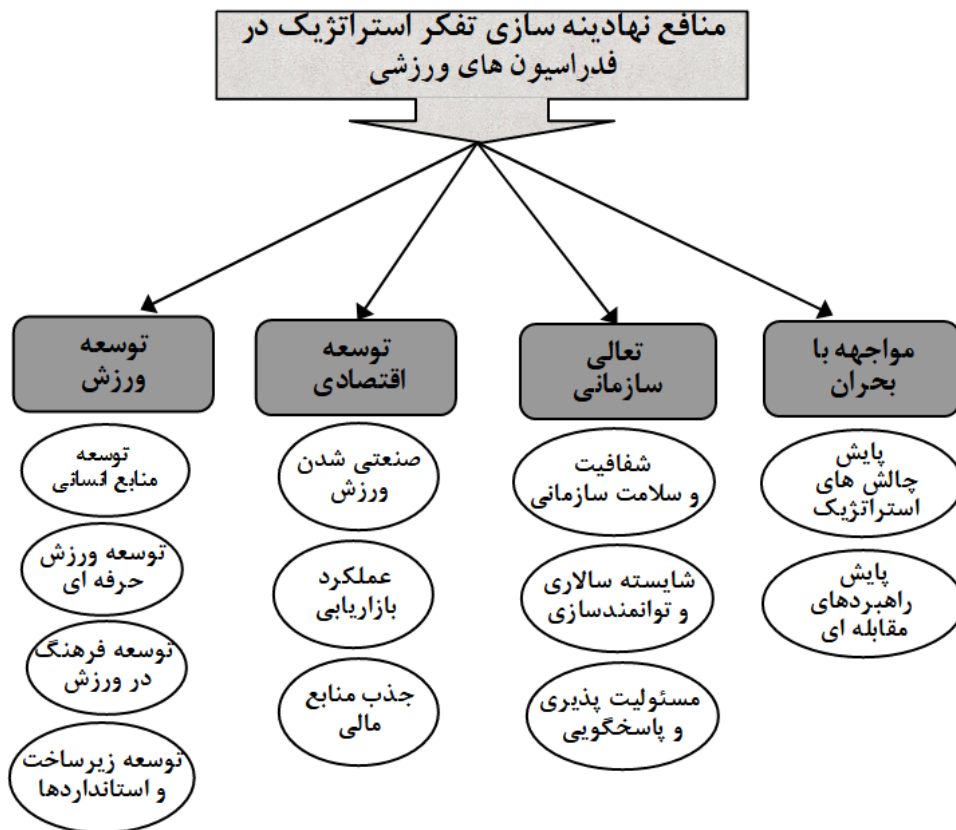 منافع نهادینه سازی تفکر استراتژیک در
فدراسیون های ورزشی
مواجهه با
بحران
پایش
چالش های
استراتژیک
پایش
راهبردهای
مقابله ای
تعالی
سازمانی
شفافیت
و سلامت سازمانی
شایسته سالاری
و توانمندسازی
مسئولیت پذیری
و پاسخگویی
توسعه
اقتصادی
صنعتی شدن
ورزش
عملکرد
بازاریابی
جذب منابع
مالی
توسعه
ورزش
توسعه
منابع انسانی
توسعه ورزش
حرفه ای
توسعه فرهنگ
در ورزش
توسعه زیرساخت
و استانداردها